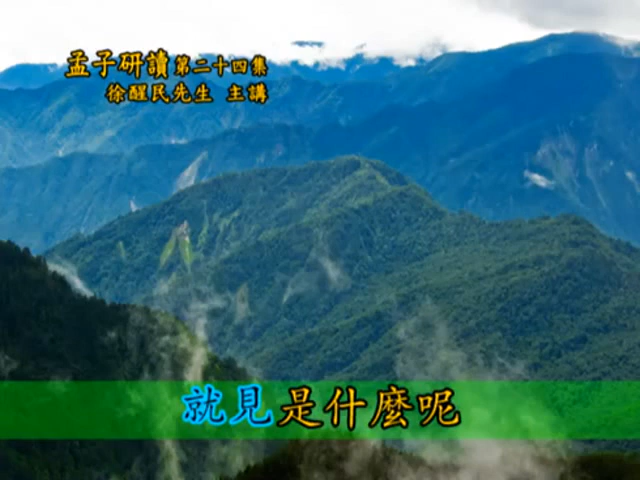 孟子研讀 第二十四集
徐醒民先生 主講
就見是什麼呢